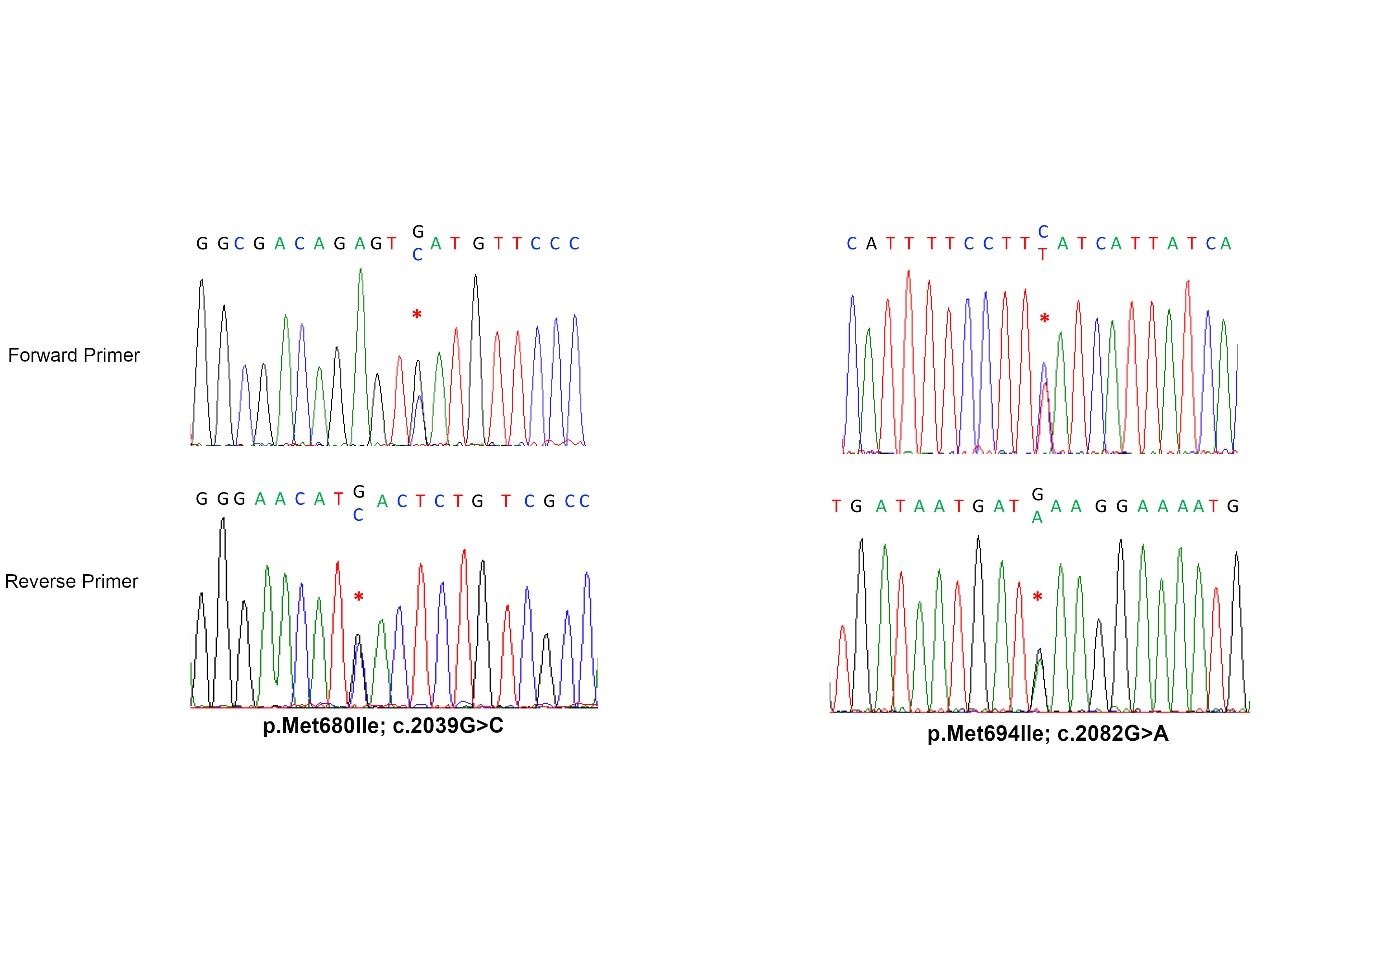 G G C G A C A G A G T G A T G T T C C C
C
*
Forward Primer
C A T T T T C C T T C A T C A T T A T C A
T
*
G G G A A C A T G A C T C T G T C G C C
C
*
Reverse Primer
T G A T A A T G A T G A A G G A A A A T G
A
*
p.Met680Ile; c.2039G>C
p.Met694Ile; c.2082G>A